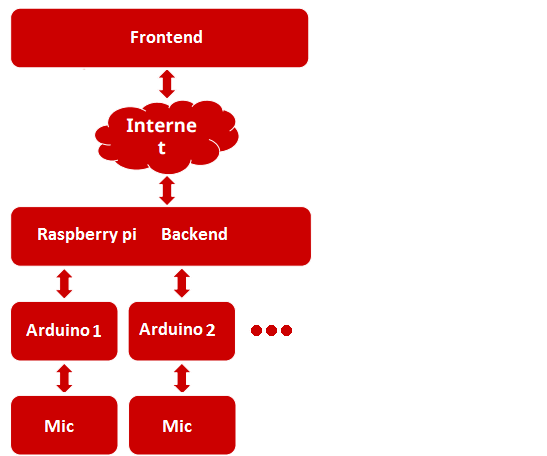 Frontend
Interne
t
Raspberry pi Backend
Arduino 1
Arduino 2
Mic
Mic